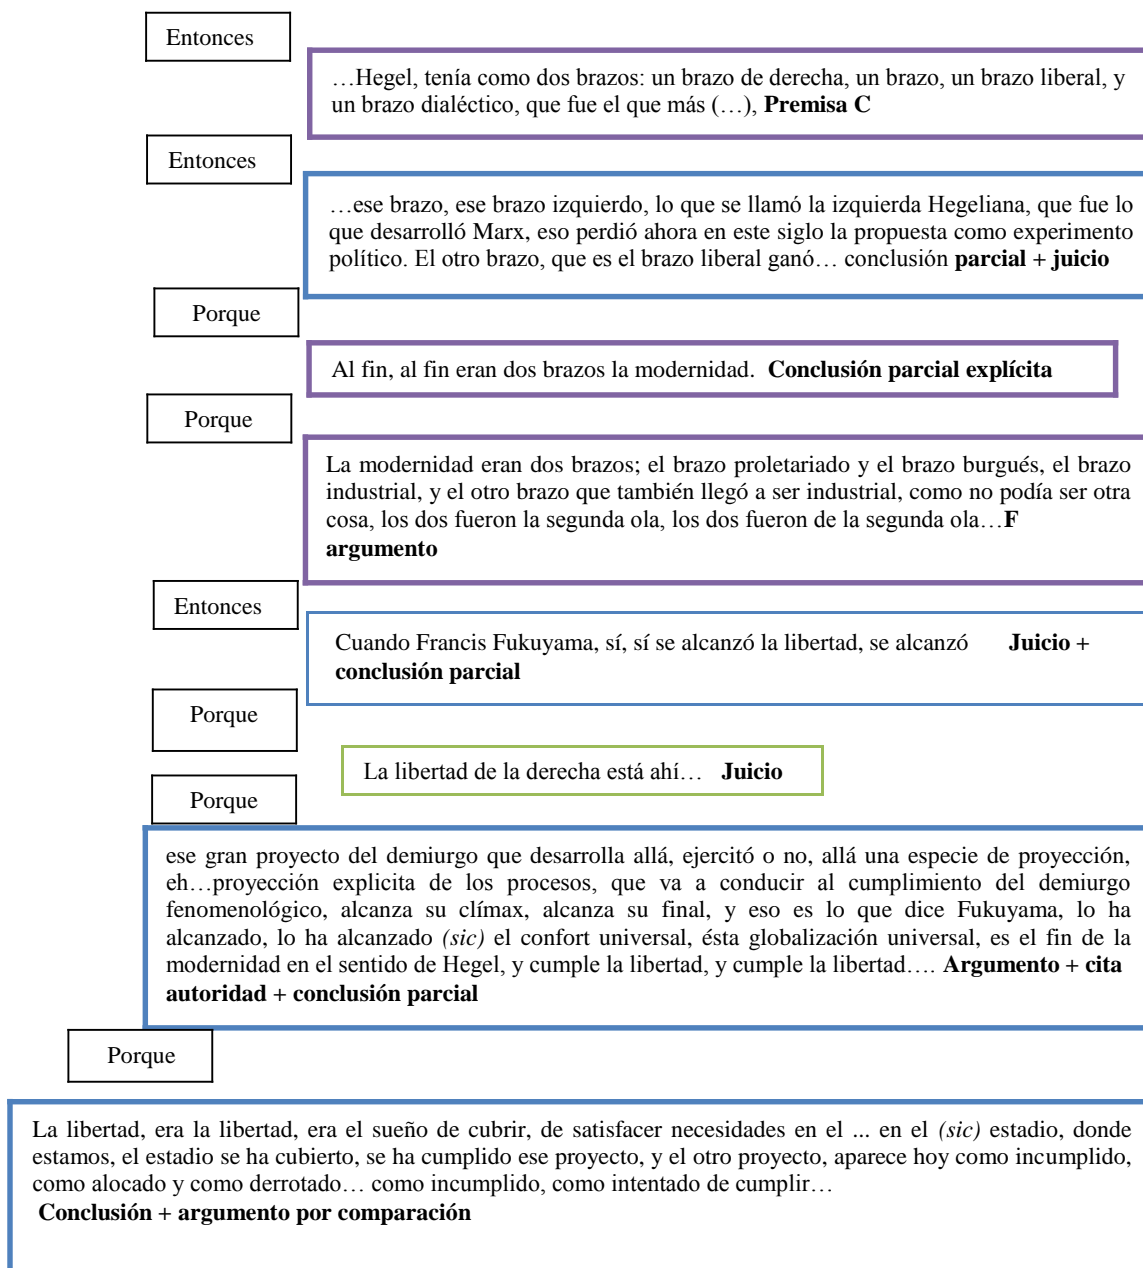 Entonces
…Hegel, tenía como dos brazos: un brazo de derecha, un brazo, un brazo liberal, y
un brazo dialéctico, que fue el que más (…), Premisa C
Entonces
…ese brazo, ese brazo izquierdo, lo que se llamó la izquierda Hegeliana, que fue lo
que desarrolló Marx, eso perdió ahora en este siglo la propuesta como experimento
político. El otro brazo, que es el brazo liberal ganó… conclusión parcial + juicio
Porque
Al fin, al fin eran dos brazos la modernidad. Conclusión parcial explícita
Porque
La modernidad eran dos brazos; el brazo proletariado y el brazo burgués, el brazo
industrial, y el otro brazo que también llegó a ser industrial, como no podía ser otra
cosa, los dos fueron la segunda ola, los dos fueron de la segunda ola…F
argumento
Entonces
Cuando Francis Fukuyama, sí, sí se alcanzó la libertad, se alcanzó Juicio +
conclusión parcial
Porque
La libertad de la derecha está ahí… Juicio
Porque
ese gran proyecto del demiurgo que desarrolla allá, ejercitó o no, allá una especie de proyección,
eh…proyección explicita de los procesos, que va a conducir al cumplimiento del demiurgo
fenomenológico, alcanza su clímax, alcanza su final, y eso es lo que dice Fukuyama, lo ha
alcanzado, lo ha alcanzado (sic) el confort universal, ésta globalización universal, es el fin de la
modernidad en el sentido de Hegel, y cumple la libertad, y cumple la libertad…. Argumento + cita
autoridad + conclusión parcial
Porque
La libertad, era la libertad, era el sueño de cubrir, de satisfacer necesidades en el ... en el (sic) estadio, donde
estamos, el estadio se ha cubierto, se ha cumplido ese proyecto, y el otro proyecto, aparece hoy como incumplido,
como alocado y como derrotado… como incumplido, como intentado de cumplir…
Conclusión + argumento por comparación